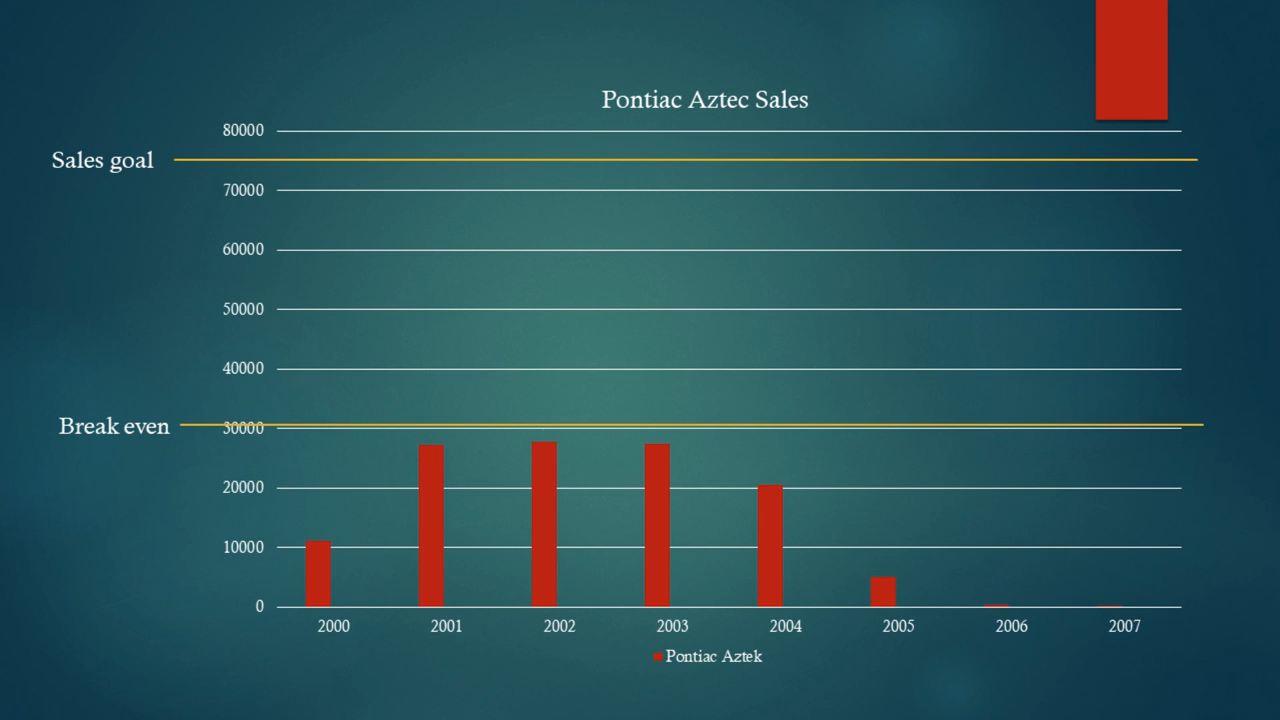 Pontiac Aztec Sales
80000
Sales goal
70000
60000
50000
40000
Break even
30000
20000
10000
0
2000 2001 2002 2003 2004 2005 2006 2007
Pontiac Aztek